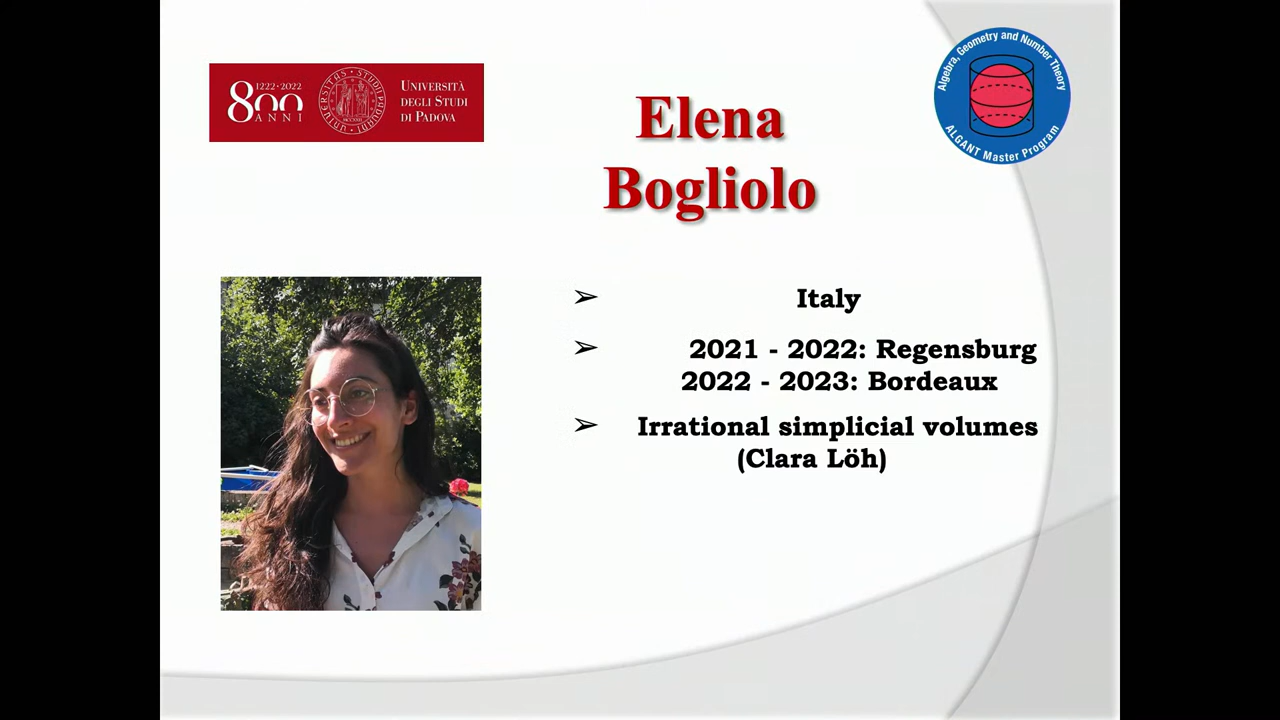 1222·2022
800
ANNI
UNIVERSITÀ
DEGLI STUDI
DI PADOVA
Elena
Bogliolo
Algebra, Geometry and Number Theory
ALGANT Master Program
➢ Italy
➢ 2021 - 2022: Regensburg
2022 - 2023: Bordeaux
➢ Irrational simplicial volumes
(Clara Löh)